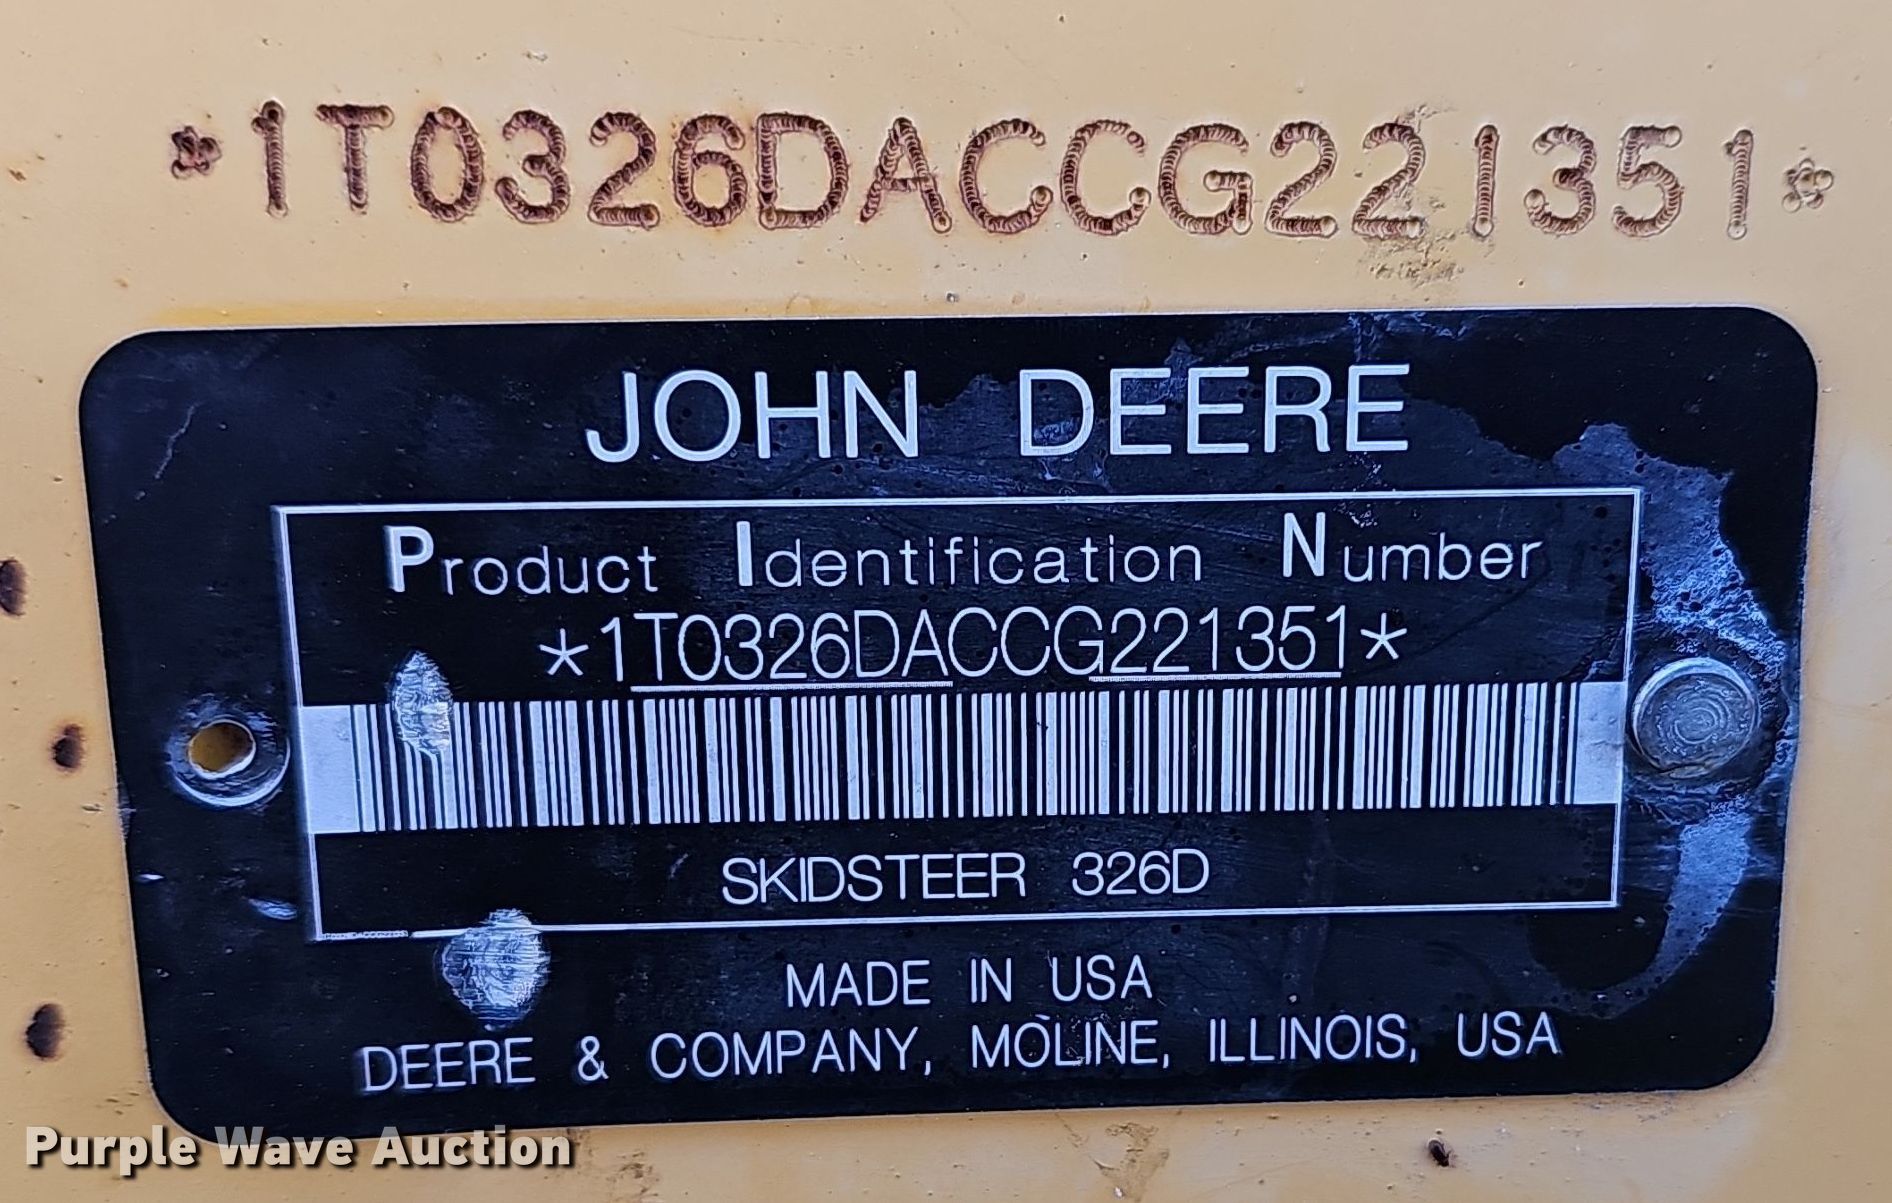 *1T0326DACCG221351*
JOHN DEERE
Product Identification Number
*1T0326DACCG221351*
SKIDSTEER 326D
MADE IN USA
DEERE & COMPANY, MOLINE, ILLINOIS, USA
Purple Wave Auction